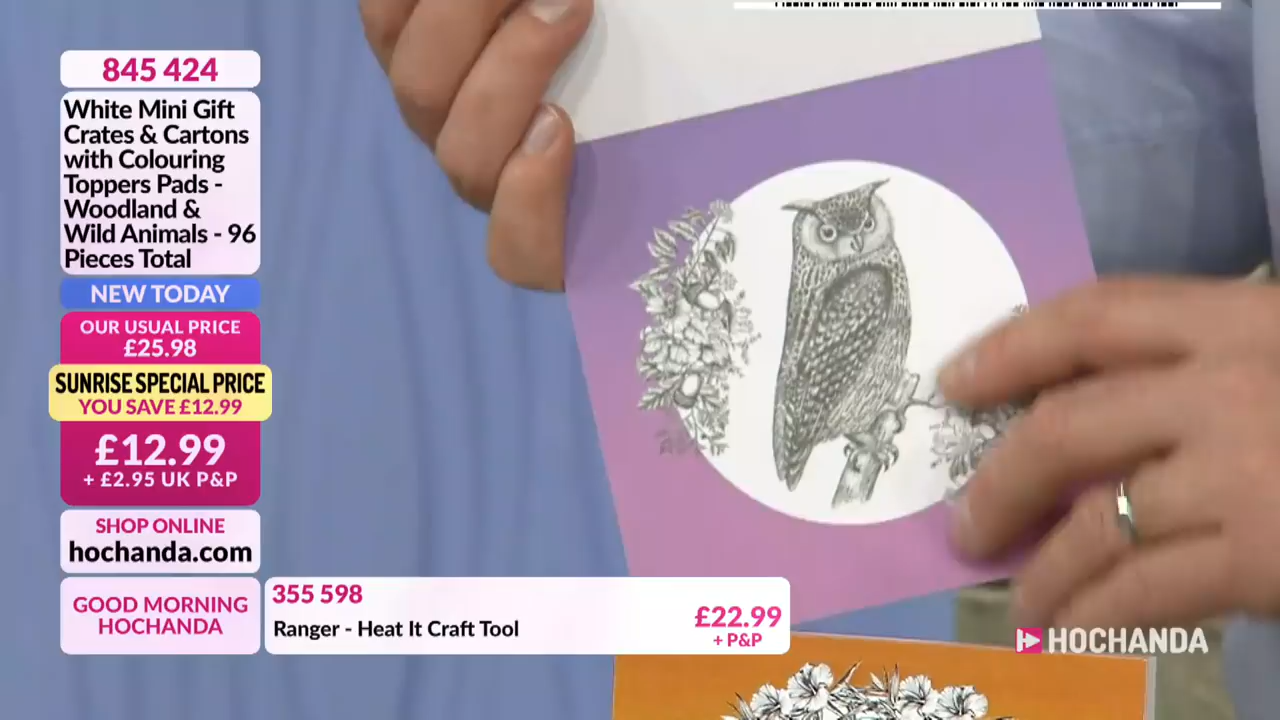 845 424
White Mini Gift
Crates & Cartons
with Colouring
Toppers Pads -
Woodland &
Wild Animals - 96
Pieces Total
NEW TODAY
OUR USUAL PRICE
£25.98
SUNRISE SPECIAL PRICE
YOU SAVE £12.99
£12.99
+ £2.95 UK P&P
SHOP ONLINE
hochanda.com
GOOD MORNING
HOCHANDA
355 598
Ranger - Heat It Craft Tool
£22.99
+ P&P
HOCHANDA